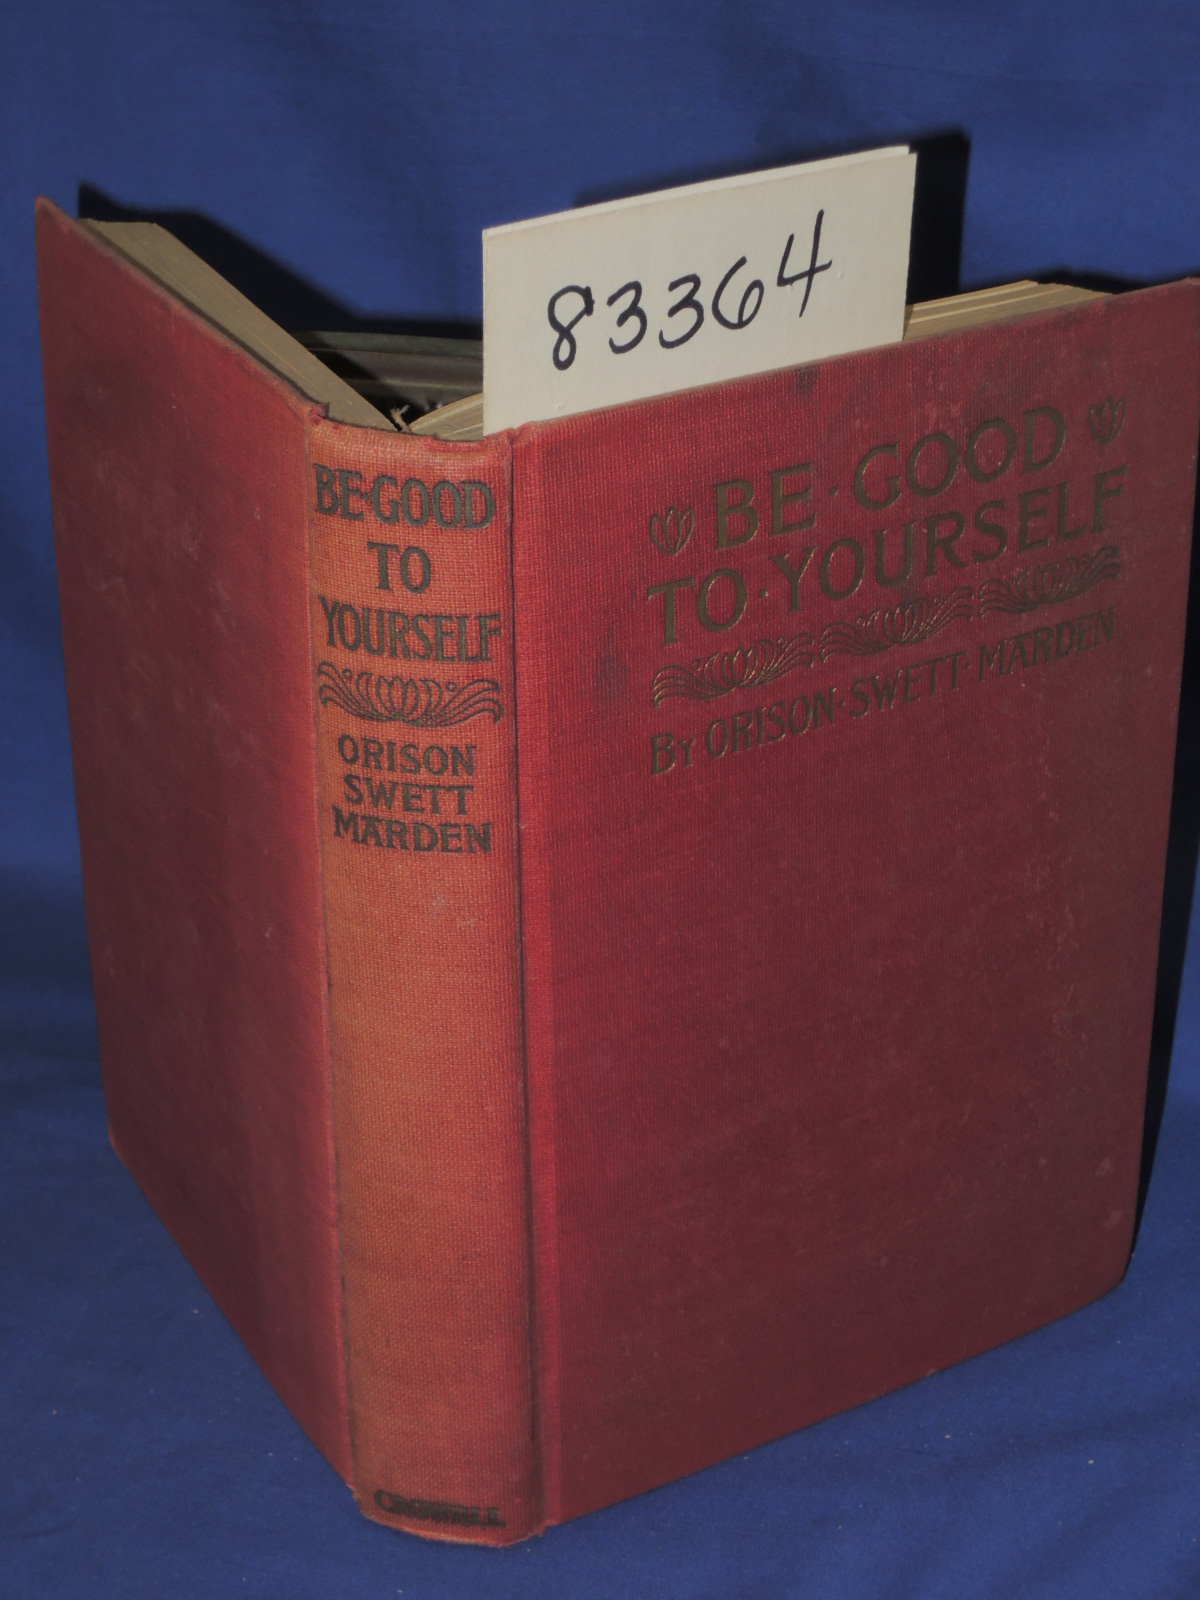 83364
BE·GOOD
TO
YOURSELF
ORISON
SWETT
MARDEN
CROWELL
BE·GOOD
TO·YOURSELF
By ORISON·SWETT·MARDEN